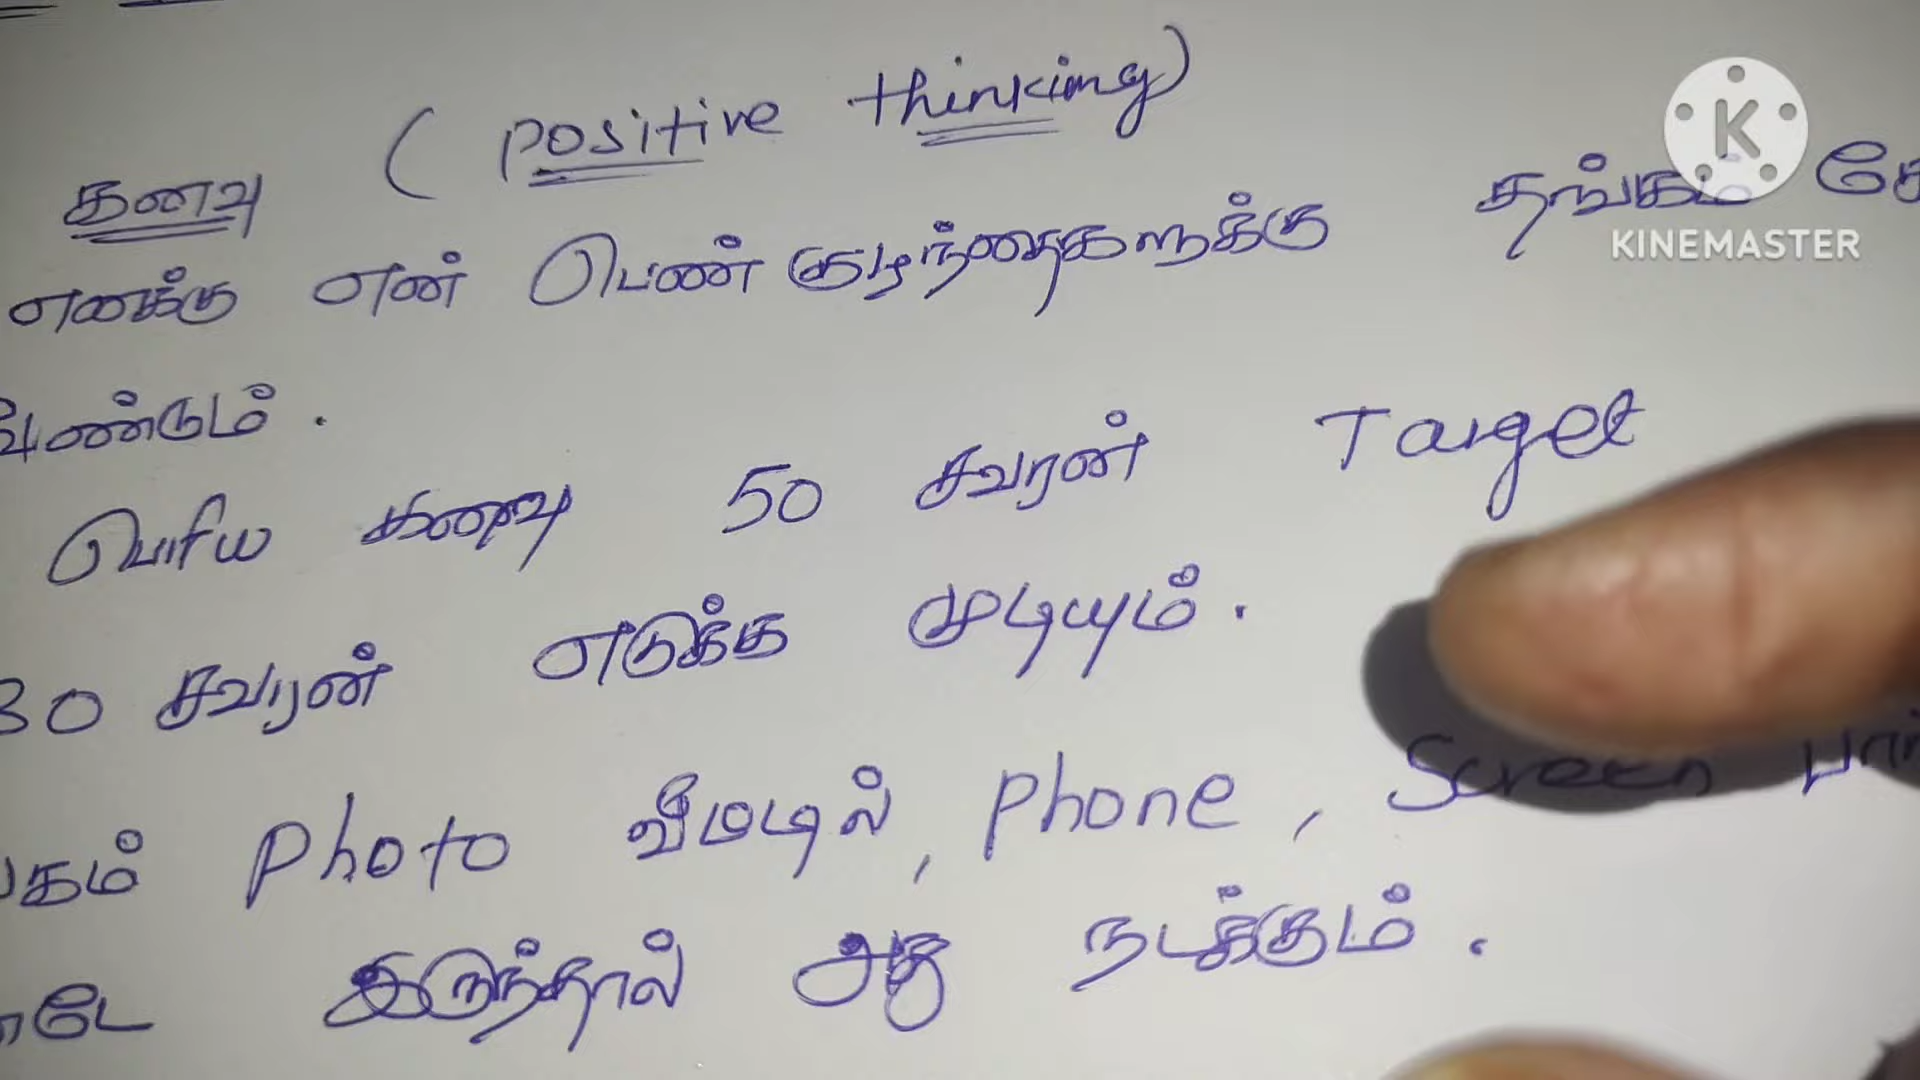 கனவு ( positive thinking)
எனக்கு என் பெண் குழந்தைகளுக்கு தங்கம்
வேண்டும்.
பெரிய கணவு 50 சவரன் Target
30 சவரன் எடுக்க முடியும்.
photo வீட்டில், phone, Screen
இருந்தால் அது நடக்கும்.
KINEMASTER